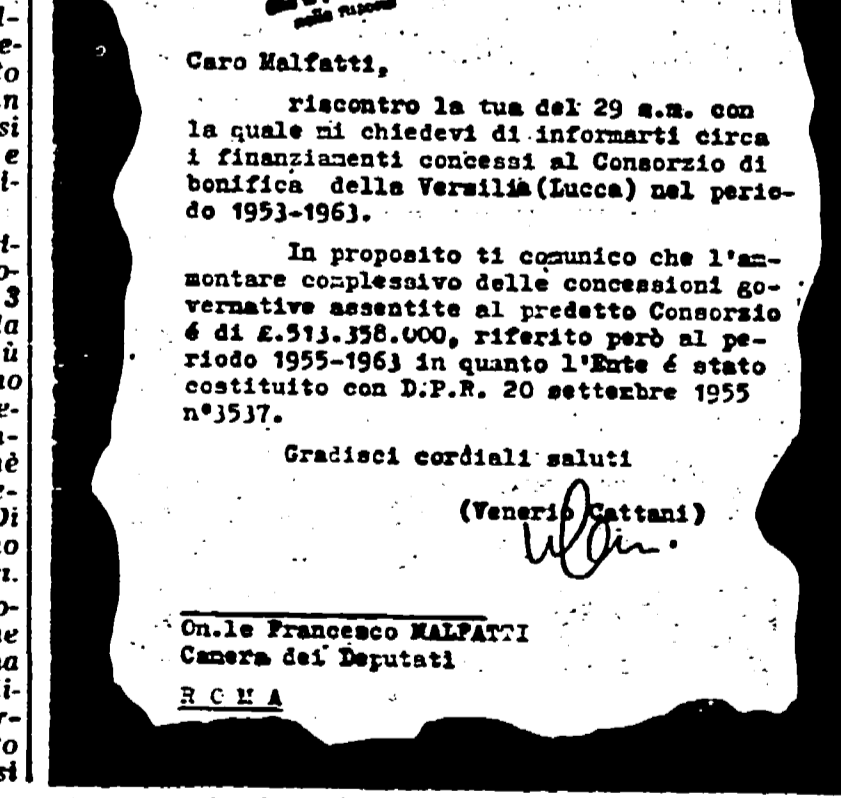 nella
Caro Malfatti,
riscontro la tua del 29 a.m. con
la quale mi chiedevi di informarti circa
i finanziamenti concessi al Consorzio di
bonifica della Versilia (Lucca) nel perio-
do 1953-1963.
In proposito ti comunico che l'am-
montare complessivo delle concessioni go-
vernative assentite al predetto Consorzio
é di £.513.358.000, riferito però al pe-
riodo 1955-1963 in quanto l'Ente é stato
costituito con D.P.R. 20 settembre 1955
n°3537.
Gradisci cordiali saluti
(Venerio Cattani)
On.le Francesco MALFATTI
Camera dei Deputati
R O M A